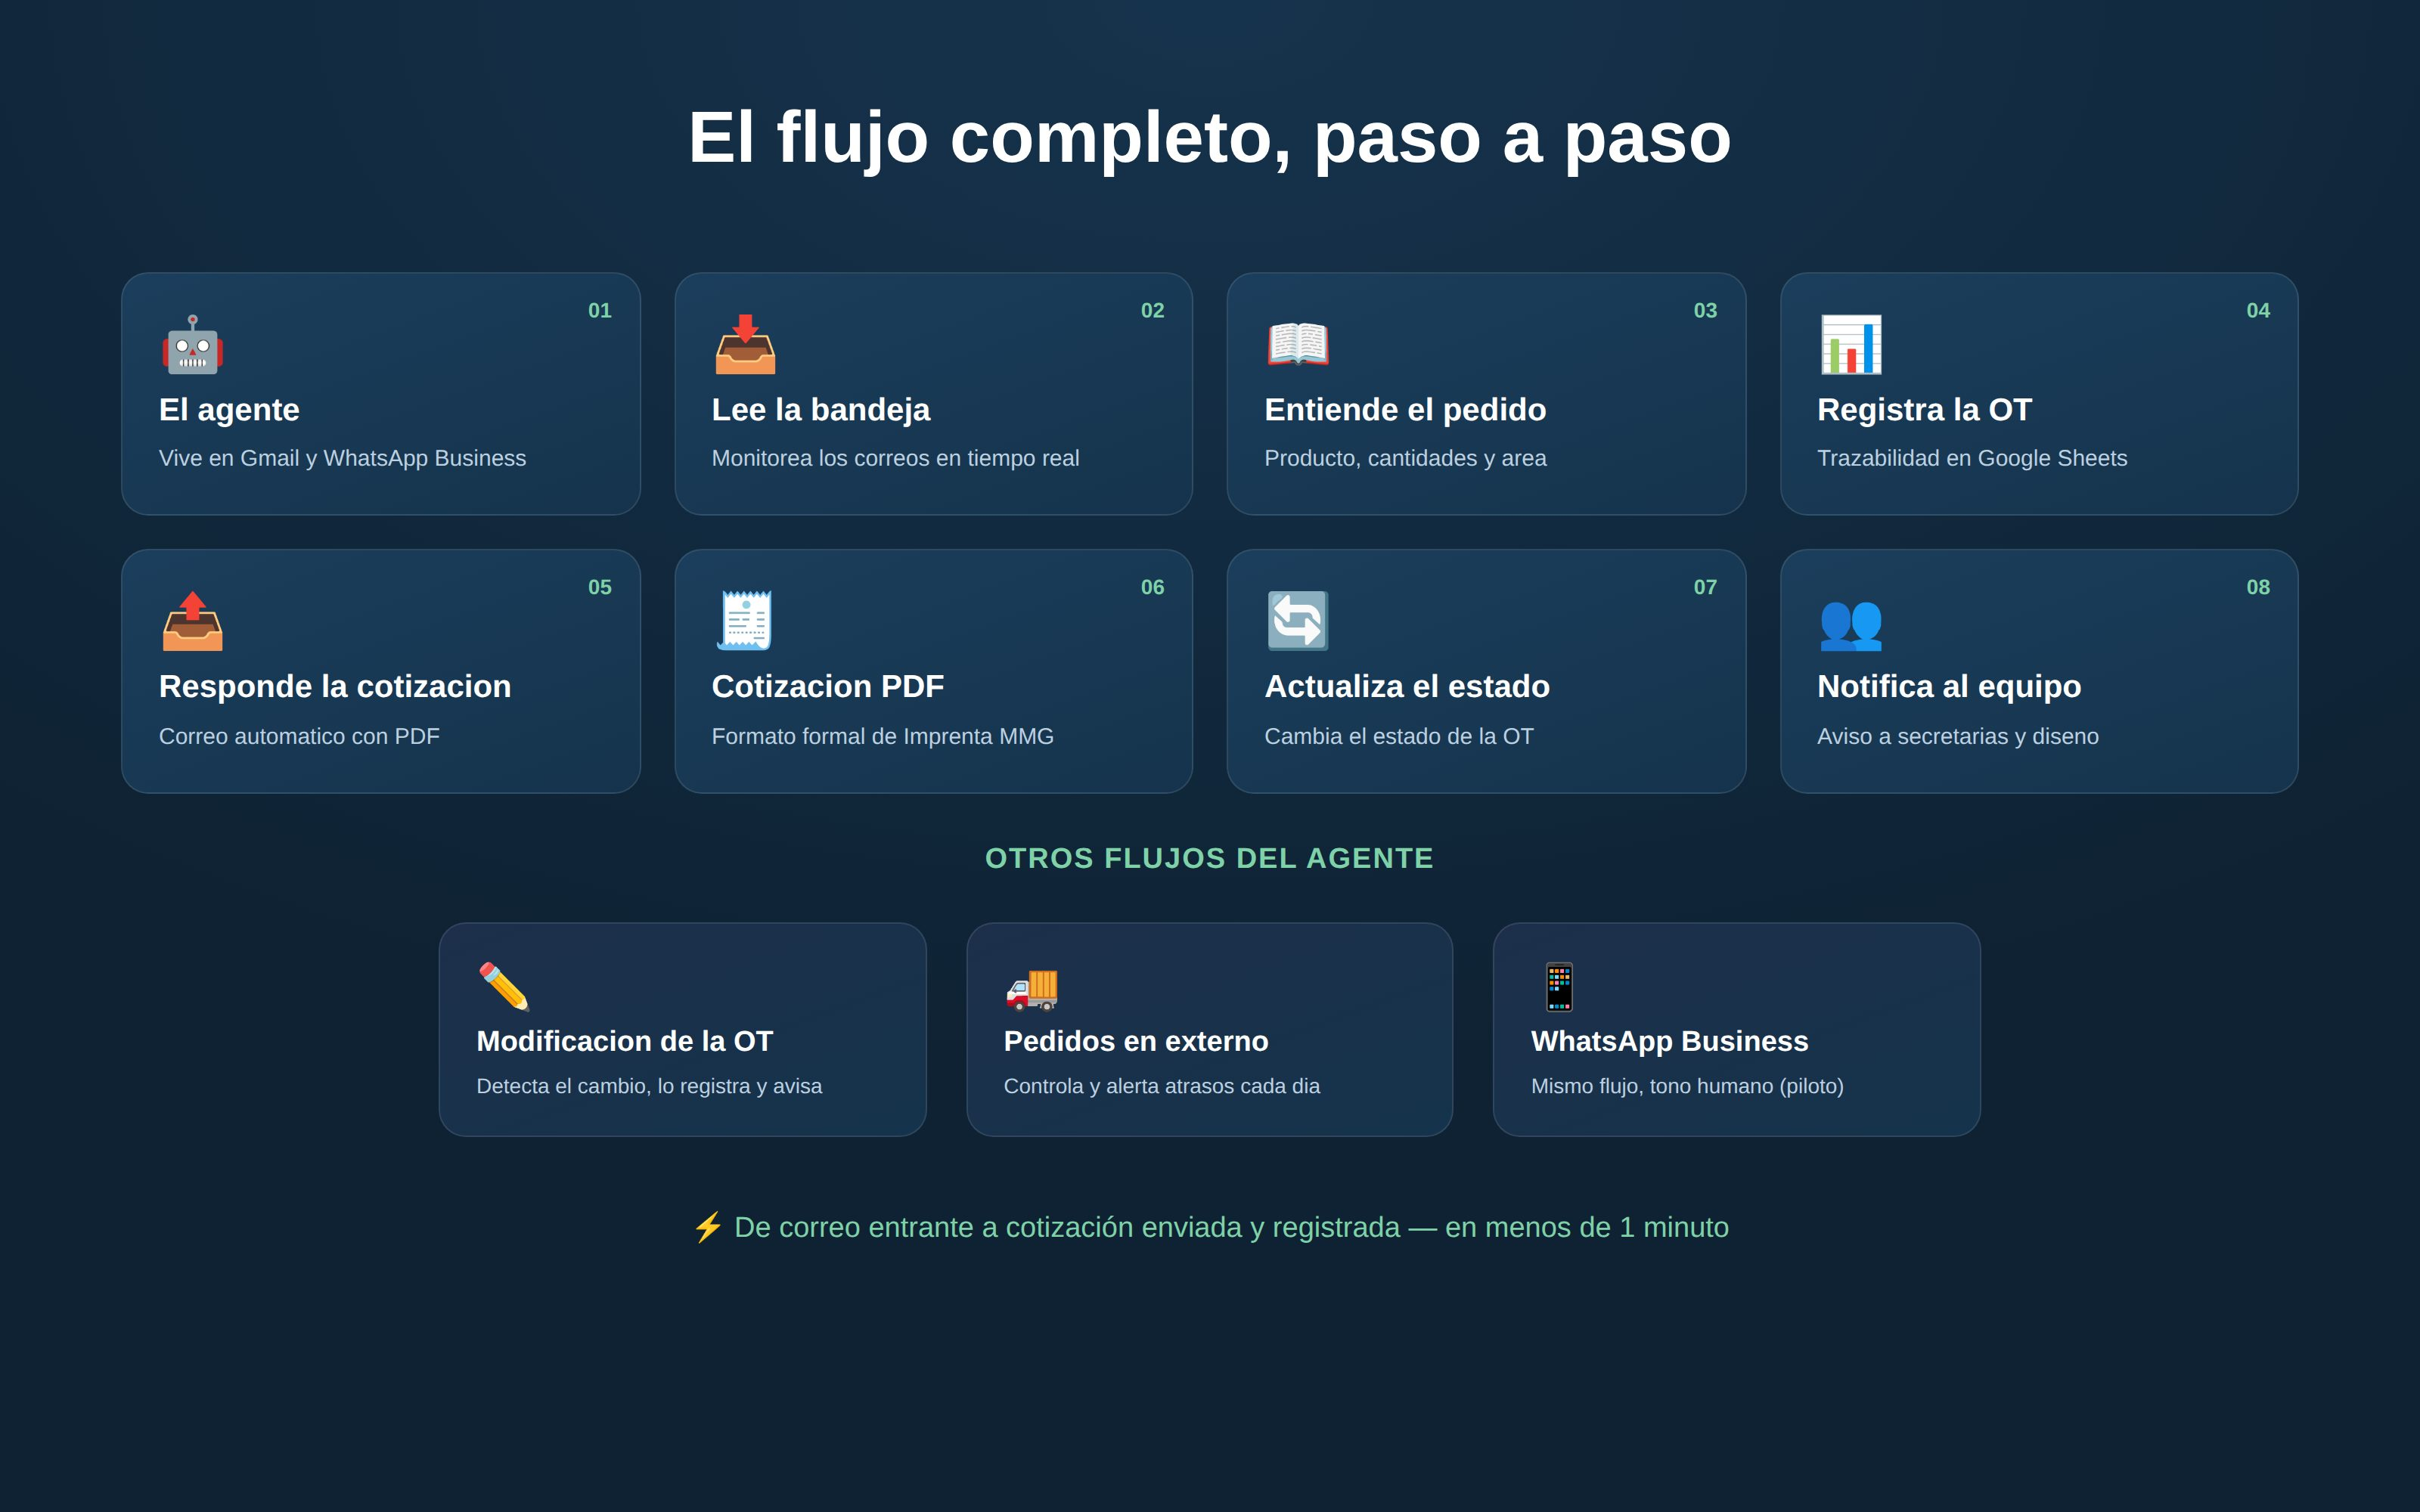 El flujo completo, paso a paso
01
El agente
Vive en Gmail y WhatsApp Business
02
Lee la bandeja
Monitorea los correos en tiempo real
03
Entiende el pedido
Producto, cantidades y area
04
Registra la OT
Trazabilidad en Google Sheets
05
Responde la cotizacion
Correo automatico con PDF
06
Cotizacion PDF
Formato formal de Imprenta MMG
07
Actualiza el estado
Cambia el estado de la OT
08
Notifica al equipo
Aviso a secretarias y diseno
OTROS FLUJOS DEL AGENTE
Modificacion de la OT
Detecta el cambio, lo registra y avisa
Pedidos en externo
Controla y alerta atrasos cada dia
WhatsApp Business
Mismo flujo, tono humano (piloto)
⚡ De correo entrante a cotización enviada y registrada — en menos de 1 minuto